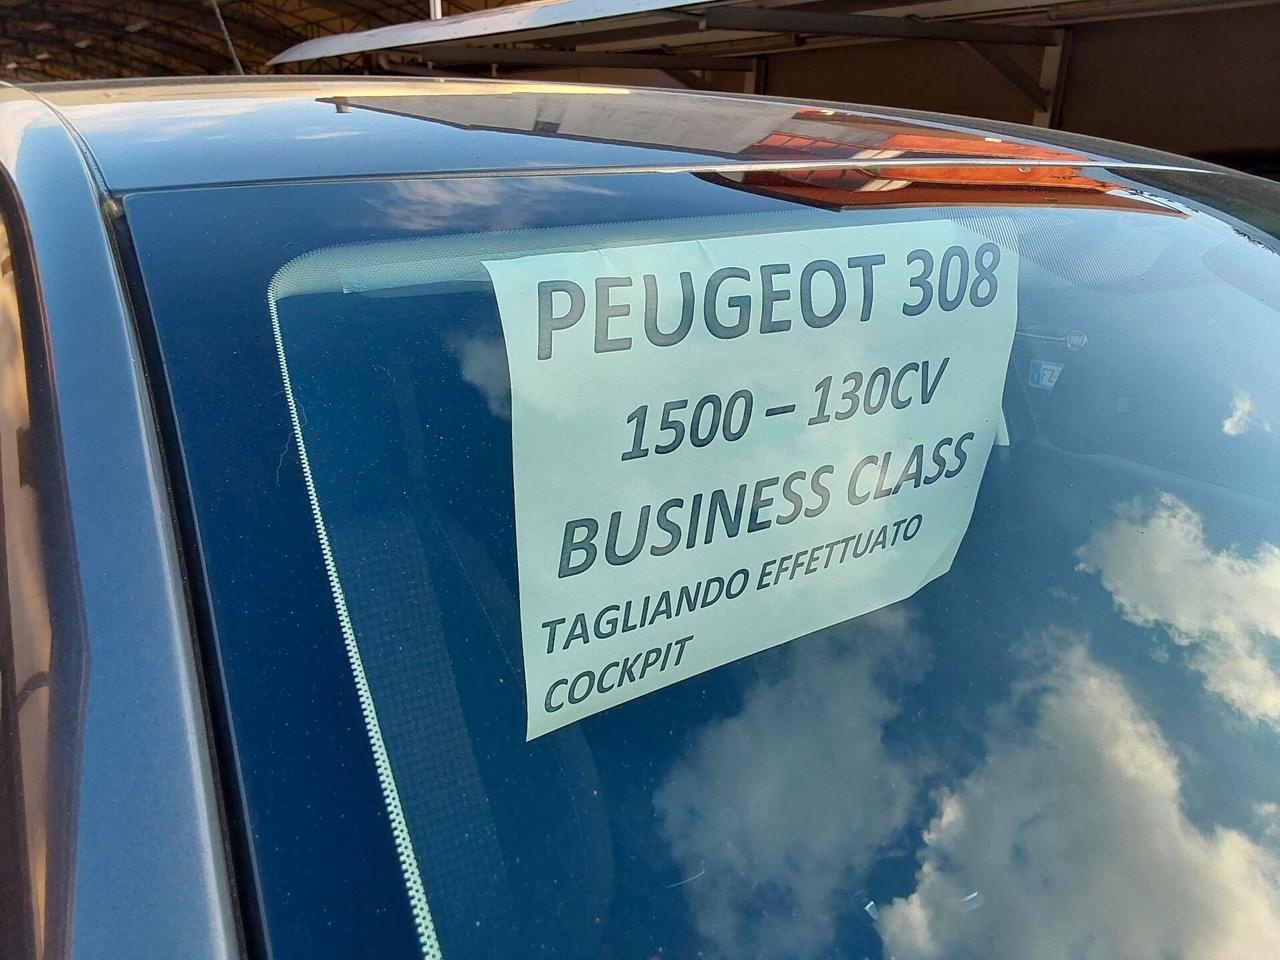 PEUGEOT 308
1500 – 130CV
BUSINESS CLASS
TAGLIANDO EFFETTUATO
COCKPIT